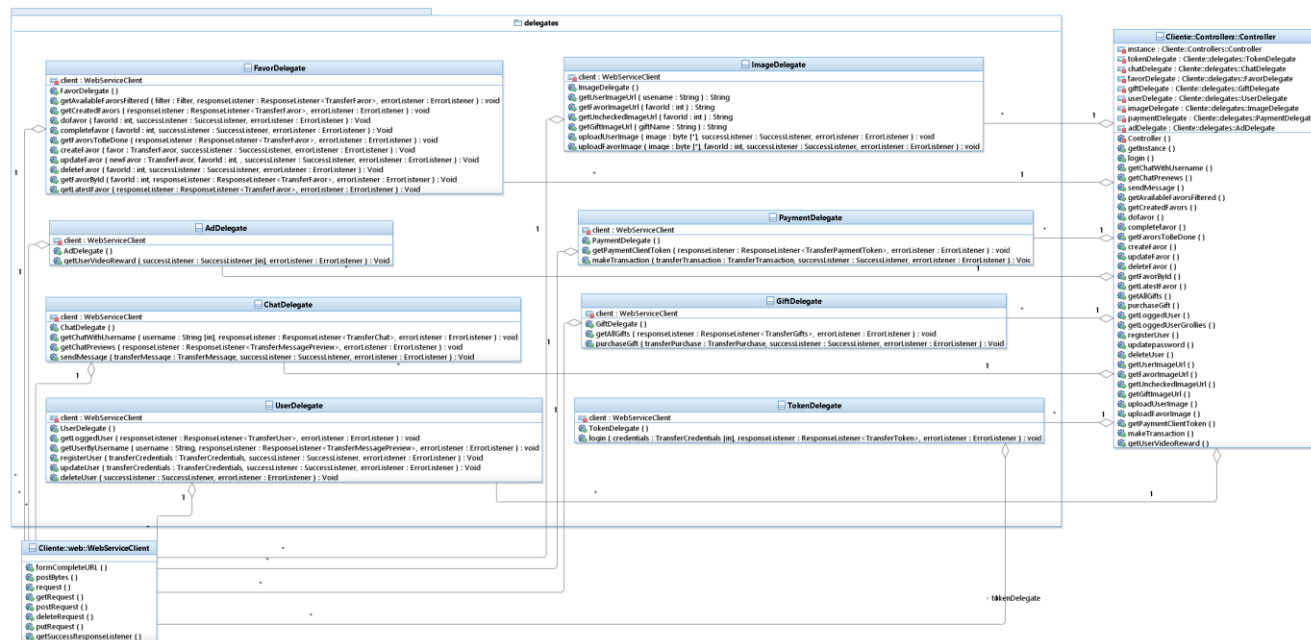 delegates
FavorDelegate
client : WebServiceClient
FavorDelegate ( )
getAvailableFavorsFiltered ( filter : Filter, responseListener : ResponseListener<TransferFavor>, errorListener : ErrorListener ) : void
getCreatedFavors ( responseListener : ResponseListener<TransferFavor>, errorListener : ErrorListener ) : void
dofavor ( favorId : int, successListener : SuccessListener, errorListener : ErrorListener ) : Void
completefavor ( favorId : int, successListener : SuccessListener, errorListener : ErrorListener ) : Void
getFavorsToBeDone ( responseListener : ResponseListener<TransferFavor>, errorListener : ErrorListener ) : void
createFavor ( favor : TransferFavor, successListener : SuccessListener, errorListener : ErrorListener ) : Void
updateFavor ( newFavor : TransferFavor, favorId : int, , successListener : SuccessListener, errorListener : ErrorListener ) : Void
deleteFavor ( favorId : int, successListener : SuccessListener, errorListener : ErrorListener ) : Void
getFavorById ( favorId : int, responseListener : ResponseListener<TransferFavor>, errorListener : ErrorListener ) : void
getLatestFavor ( responseListener : ResponseListener<TransferFavor>, errorListener : ErrorListener ) : void
ImageDelegate
client : WebServiceClient
ImageDelegate ( )
getUserImageUrl ( usename : String ) : String
getFavorImageUrl ( favorId : int ) : String
getUncheckedImageUrl ( favorId : int ) : String
getGiftImageUrl ( giftName : String ) : String
uploadUserImage ( image : byte [*], successListener : SuccessListener, errorListener : ErrorListener ) : Void
uploadFavorImage ( image : byte [*], favorId : int, successListener : SuccessListener, errorListener : ErrorListener ) : void
AdDelegate
client : WebServiceClient
AdDelegate ( )
getUserVideoReward ( successListener : SuccessListener [in], errorListener : ErrorListener ) : Void
PaymentDelegate
client : WebServiceClient
PaymentDelegate ( )
getPaymentClientToken ( responseListener : ResponseListener<TransferPaymentToken>, errorListener : ErrorListener ) : void
makeTransaction ( transferTransaction : TransferTransaction, successListener : SuccessListener, errorListener : ErrorListener ) : Void
ChatDelegate
client : WebServiceClient
ChatDelegate ( )
getChatWithUsername ( username : String [in], responseListener : ResponseListener<TransferChat>, errorListener : ErrorListener ) : void
getChatPreviews ( responseListener : ResponseListener<TransferMessagePreview>, errorListener : ErrorListener ) : void
sendMessage ( transferMessage : TransferMessage, successListener : SuccessListener, errorListener : ErrorListener ) : Void
GiftDelegate
client : WebServiceClient
GiftDelegate ( )
getAllGifts ( responseListener : ResponseListener<TransferGifts>, errorListener : ErrorListener ) : void
purchaseGift ( transferPurchase : TransferPurchase, successListener : SuccessListener, errorListener : ErrorListener ) : Void
UserDelegate
client : WebServiceClient
UserDelegate ( )
getLoggedUser ( responseListener : ResponseListener<TransferUser>, errorListener : ErrorListener ) : void
getUserByUsername ( username : String, responseListener : ResponseListener<TransferMessagePreview>, errorListener : ErrorListener ) : void
registerUser ( transferCredentials : TransferCredentials, successListener : SuccessListener, errorListener : ErrorListener ) : Void
updateUser ( transferCredentials : TransferCredentials, successListener : SuccessListener, errorListener : ErrorListener ) : Void
deleteUser ( successListener : SuccessListener, errorListener : ErrorListener ) : Void
TokenDelegate
client : WebServiceClient
TokenDelegate ( )
login ( credentials : TransferCredentials [in], responseListener : ResponseListener<TransferToken>, errorListener : ErrorListener ) : void
Cliente::web::WebServiceClient
formCompleteURL ( )
postBytes ( )
request ( )
getRequest ( )
postRequest ( )
deleteRequest ( )
putRequest ( )
getSuccessResponseListener ( )
- tokenDelegate
Cliente::Controllers::Controller
instance : Cliente::Controllers::Controller
tokenDelegate : Cliente::delegates::TokenDelegate
chatDelegate : Cliente::delegates::ChatDelegate
favorDelegate : Cliente::delegates::FavorDelegate
giftDelegate : Cliente::delegates::GiftDelegate
userDelegate : Cliente::delegates::UserDelegate
imageDelegate : Cliente::delegates::ImageDelegate
paymentDelegate : Cliente::delegates::PaymentDelegat
adDelegate : Cliente::delegates::AdDelegate
Controller ( )
getInstance ( )
login ( )
getChatWithUsername ( )
getChatPreviews ( )
sendMessage ( )
getAvailableFavorsFiltered ( )
getCreatedFavors ( )
dofavor ( )
completefavor ( )
getFavorsToBeDone ( )
createFavor ( )
updateFavor ( )
deleteFavor ( )
getFavorById ( )
getLatestFavor ( )
getAllGifts ( )
purchaseGift ( )
getLoggedUser ( )
getLoggedUserGrollies ( )
registerUser ( )
updatepassword ( )
deleteUser ( )
getUserImageUrl ( )
getFavorImageUrl ( )
getUncheckedImageUrl ( )
getGiftImageUrl ( )
uploadUserImage ( )
uploadFavorImage ( )
getPaymentClientToken ( )
makeTransaction ( )
getUserVideoReward ( )